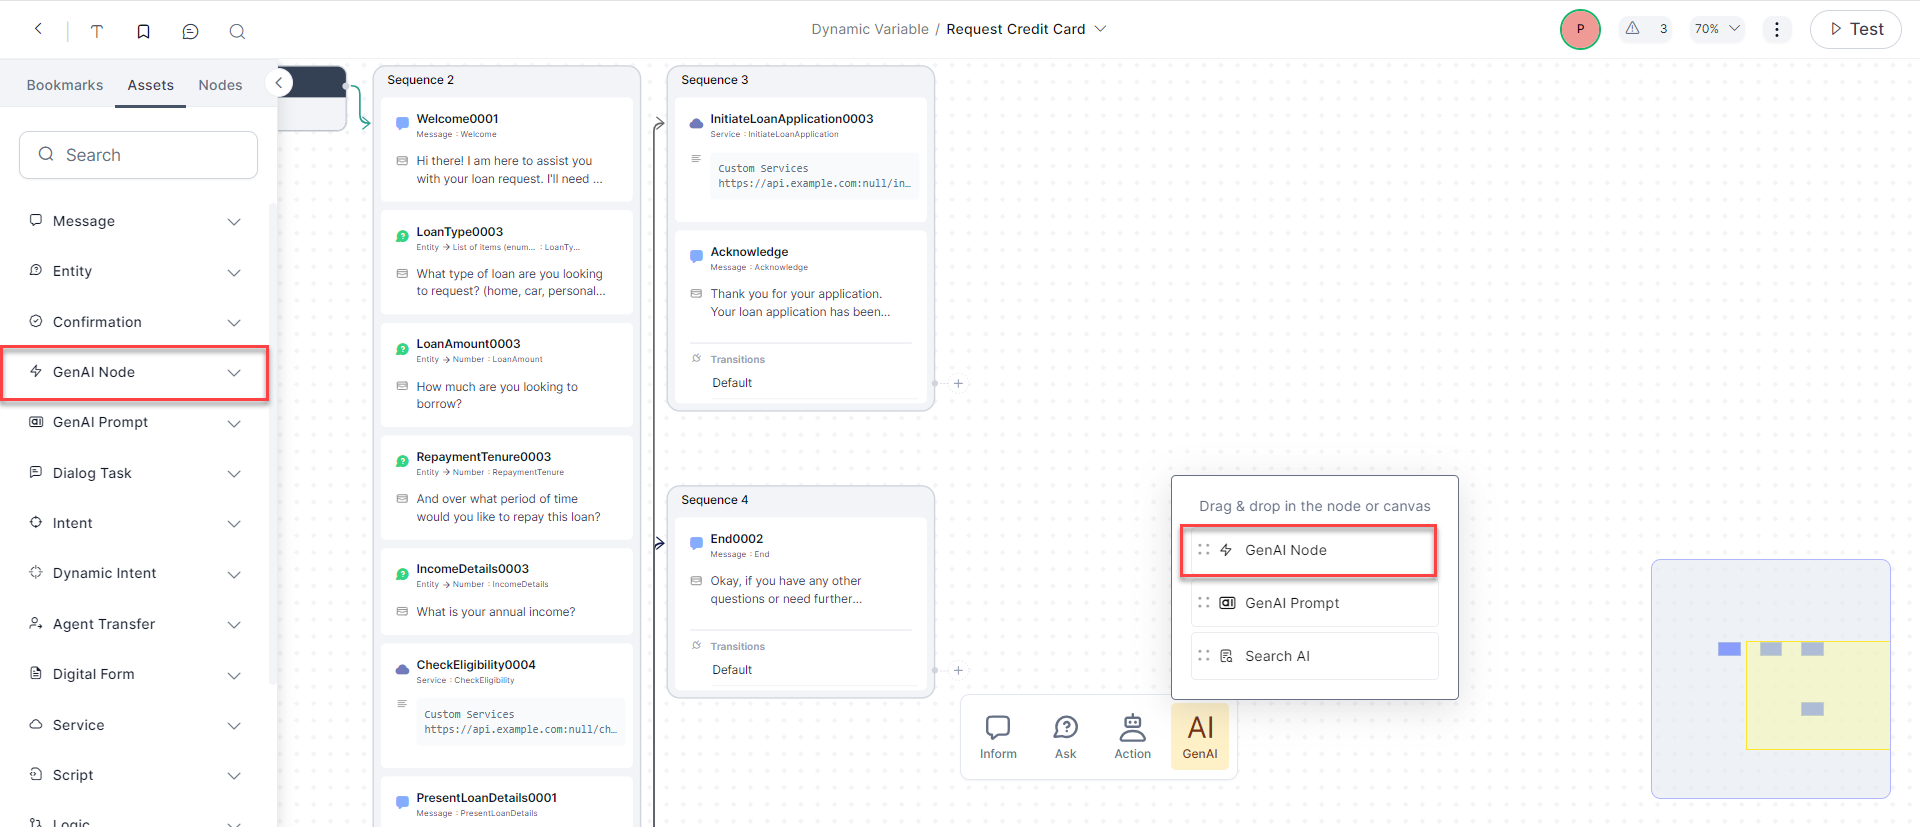 Dynamic Variable / Request Credit Card
P
3
70%
Test
Bookmarks
Assets
Nodes
Search
Message
Entity
Confirmation
GenAI Node
GenAI Prompt
Dialog Task
Intent
Dynamic Intent
Agent Transfer
Digital Form
Service
Script
Logic
Sequence 2
Welcome0001
Message : Welcome
Hi there! I am here to assist you
with your loan request. I'll need ...
LoanType0003
Entity → List of items (enum... : LoanTy...
What type of loan are you looking
to request? (home, car, personal...
LoanAmount0003
Entity → Number : LoanAmount
How much are you looking to
borrow?
RepaymentTenure0003
Entity → Number : RepaymentTenure
And over what period of time
would you like to repay this loan?
IncomeDetails0003
Entity → Number : IncomeDetails
What is your annual income?
CheckEligibility0004
Service : CheckEligibility
Custom Services
https://api.example.com:null/ch…
PresentLoanDetails0001
Message : PresentLoanDetails
Sequence 3
InitiateLoanApplication0003
Service : InitiateLoanApplication
Custom Services
https://api.example.com:null/in…
Acknowledge
Message : Acknowledge
Thank you for your application.
Your loan application has been...
Transitions
Default
Sequence 4
End0002
Message : End
Okay, if you have any other
questions or need further...
Transitions
Default
Drag & drop in the node or canvas
GenAI Node
GenAI Prompt
Search AI
Inform
Ask
Action
AI
GenAI